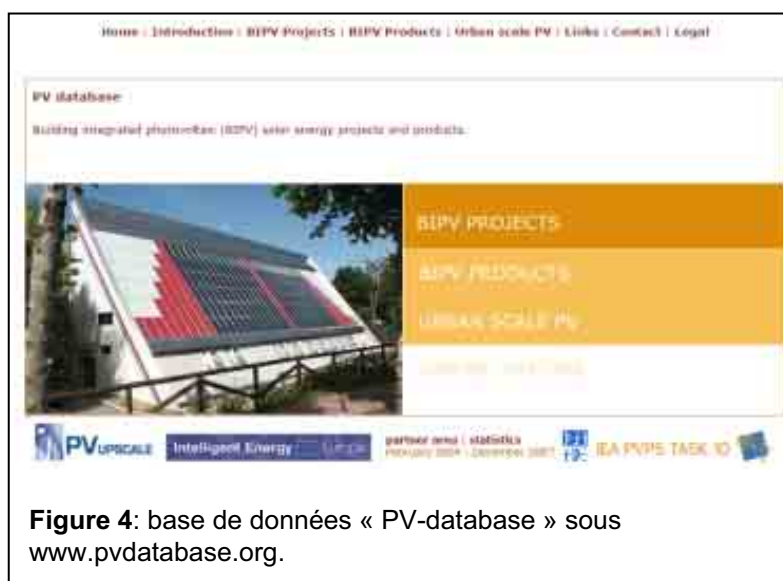 Home : Introduction : BIPV Projects : BIPV Products : Urban scale PV : Links : Contact : Legal
PV database
Building integrated photovoltaic (BIPV) solar energy projects and products.
BIPV PROJECTS
BIPV PRODUCTS
URBAN SCALE PV
PVUPSCALE
Intelligent Energy Europe
partner area : statistics
IEA PVPS TASK 10
Figure 4: base de données « PV-database » sous
www.pvdatabase.org.